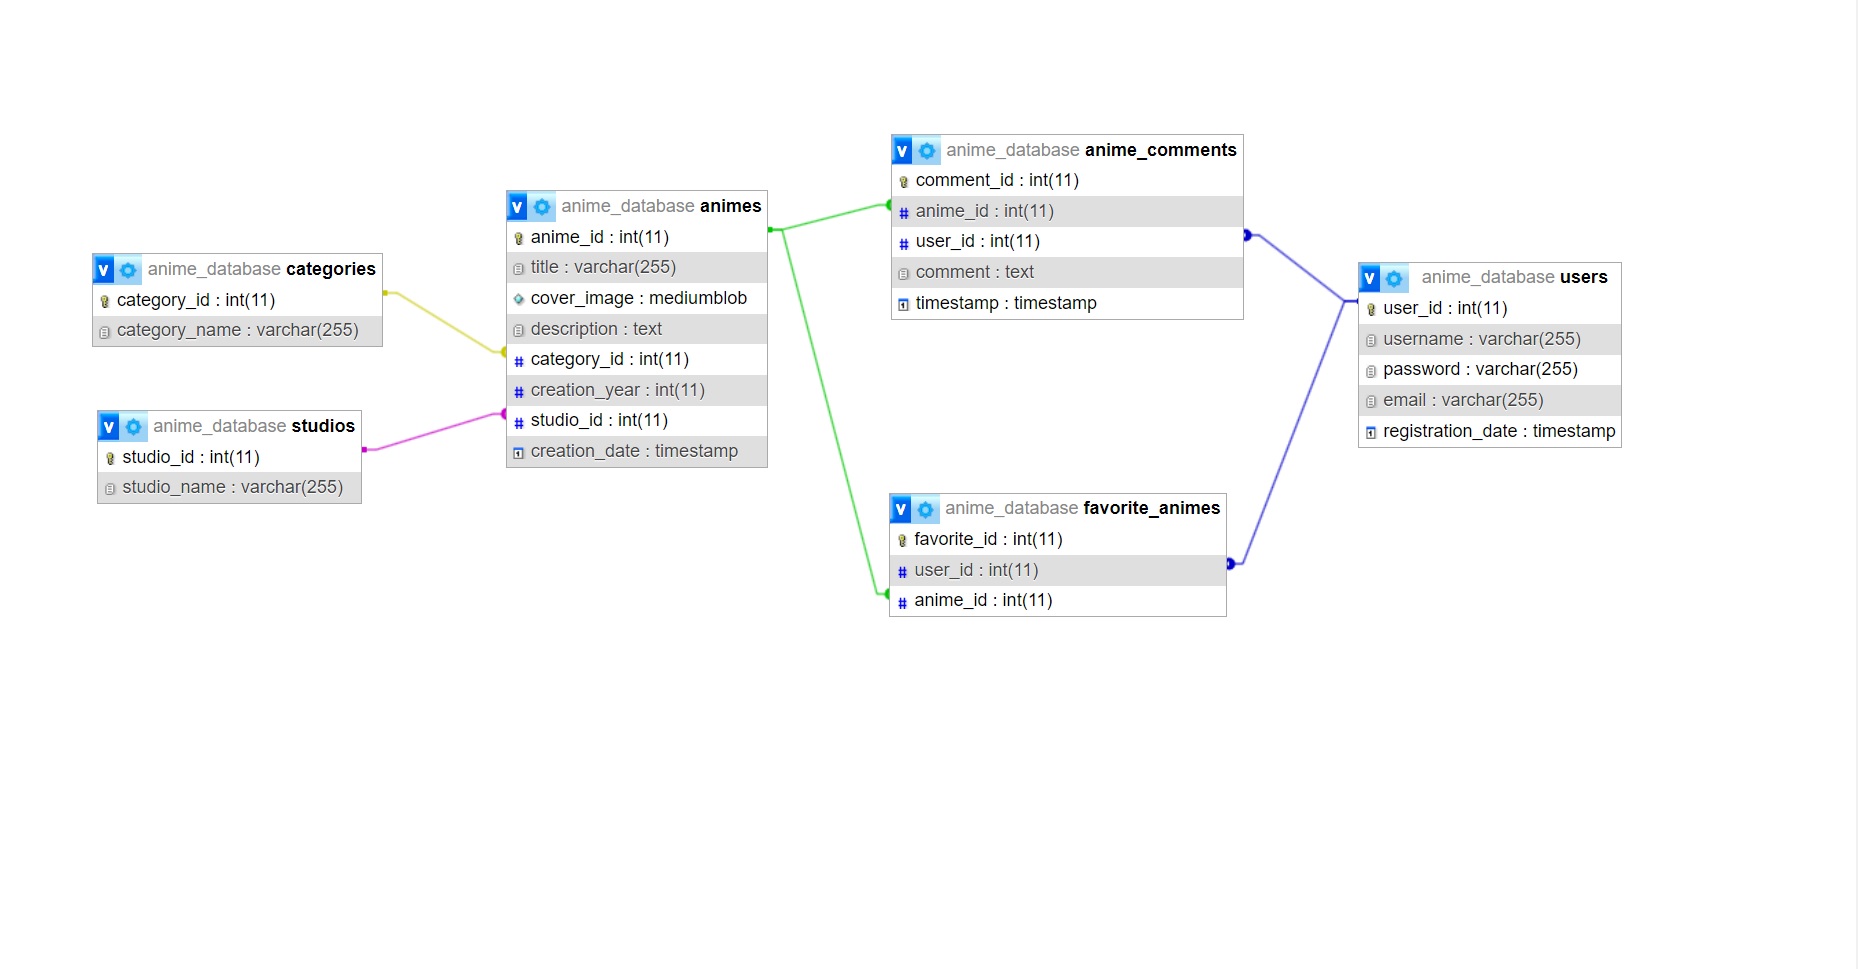 v anime_database categories
category_id : int(11)
category_name : varchar(255)
v anime_database studios
studio_id : int(11)
studio_name : varchar(255)
v anime_database animes
anime_id : int(11)
title : varchar(255)
cover_image : mediumblob
description : text
# category_id : int(11)
# creation_year : int(11)
# studio_id : int(11)
creation_date : timestamp
v anime_database anime_comments
comment_id : int(11)
# anime_id : int(11)
# user_id : int(11)
comment : text
timestamp : timestamp
v anime_database favorite_animes
favorite_id : int(11)
# user_id : int(11)
# anime_id : int(11)
v anime_database users
user_id : int(11)
username : varchar(255)
password : varchar(255)
email : varchar(255)
registration_date : timestamp